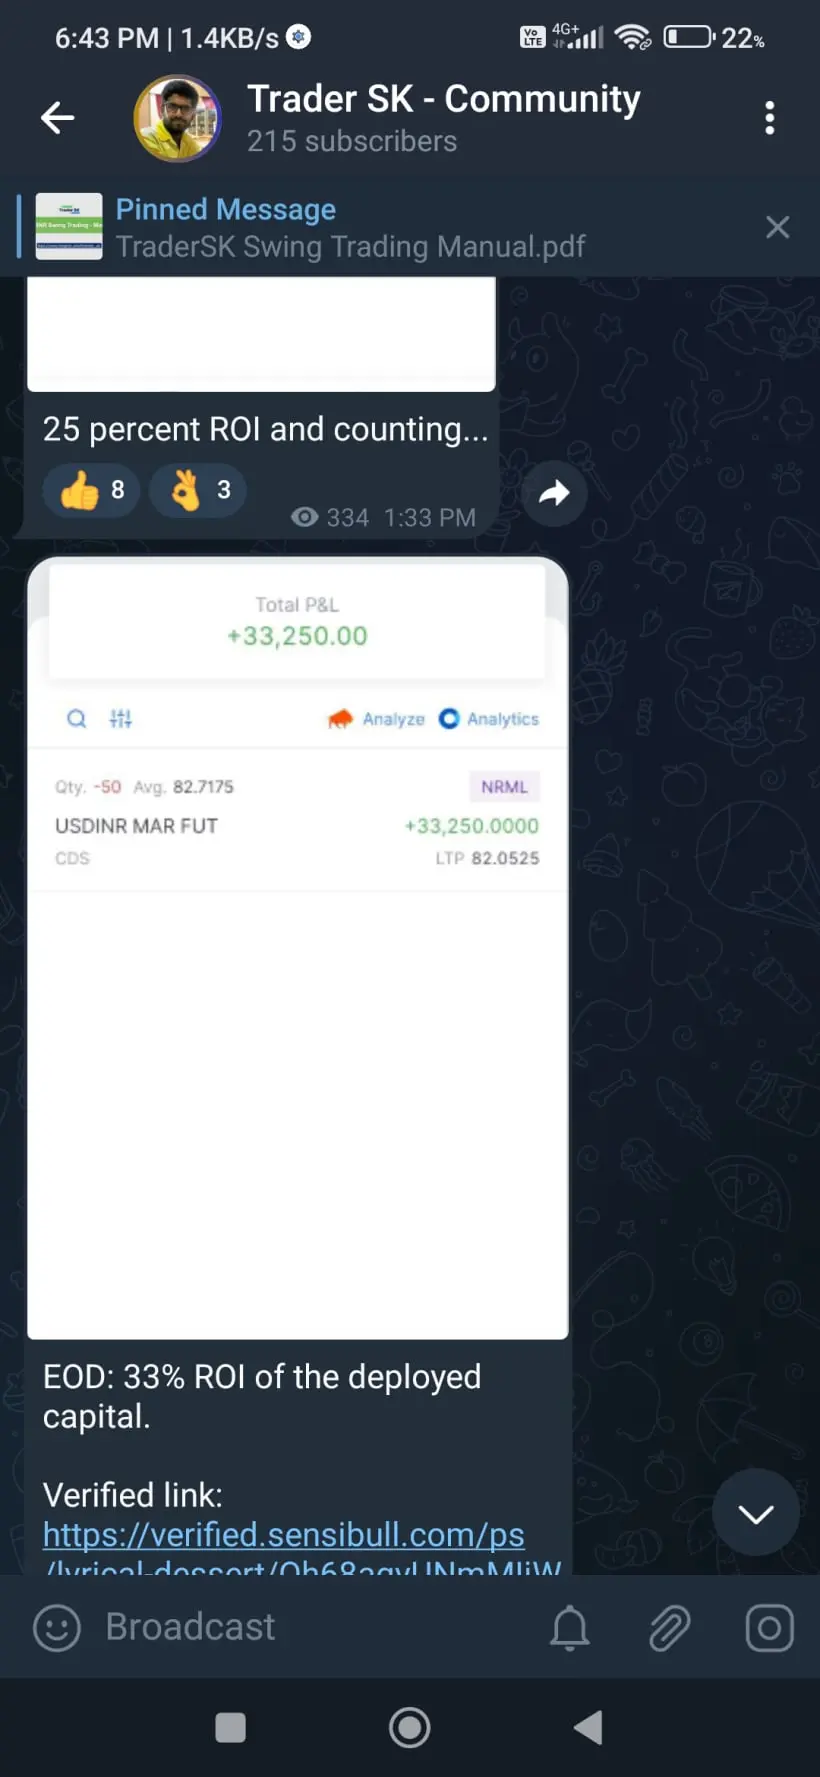 6:43 PM | 1.4KB/s
Vo LTE 4G+ 22%
Trader SK - Community
215 subscribers
Pinned Message
TraderSK Swing Trading Manual.pdf
25 percent ROI and counting...
8 3
334 1:33 PM
Total P&L
+33,250.00
Analyze Analytics
Qty. -50 Avg. 82.7175 NRML
USDINR MAR FUT +33,250.0000
CDS LTP 82.0525
EOD: 33% ROI of the deployed
capital.
Verified link:
https://verified.sensibull.com/ps
Broadcast